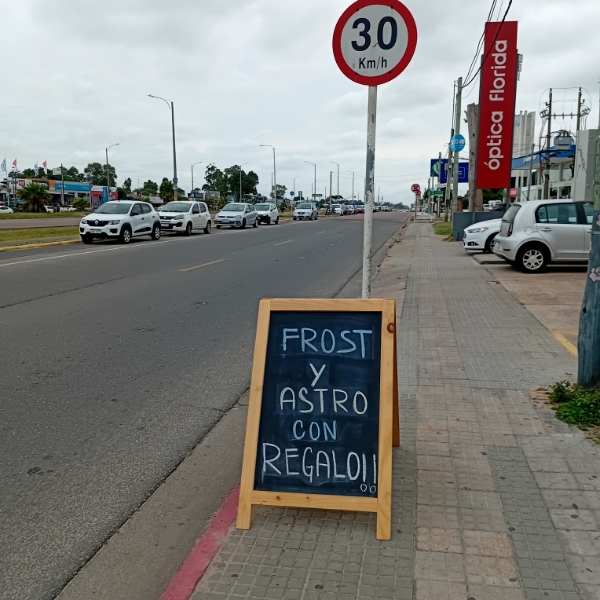 30
Km/h
óptica florida
FROST
Y
ASTRO
CON
REGALO!!